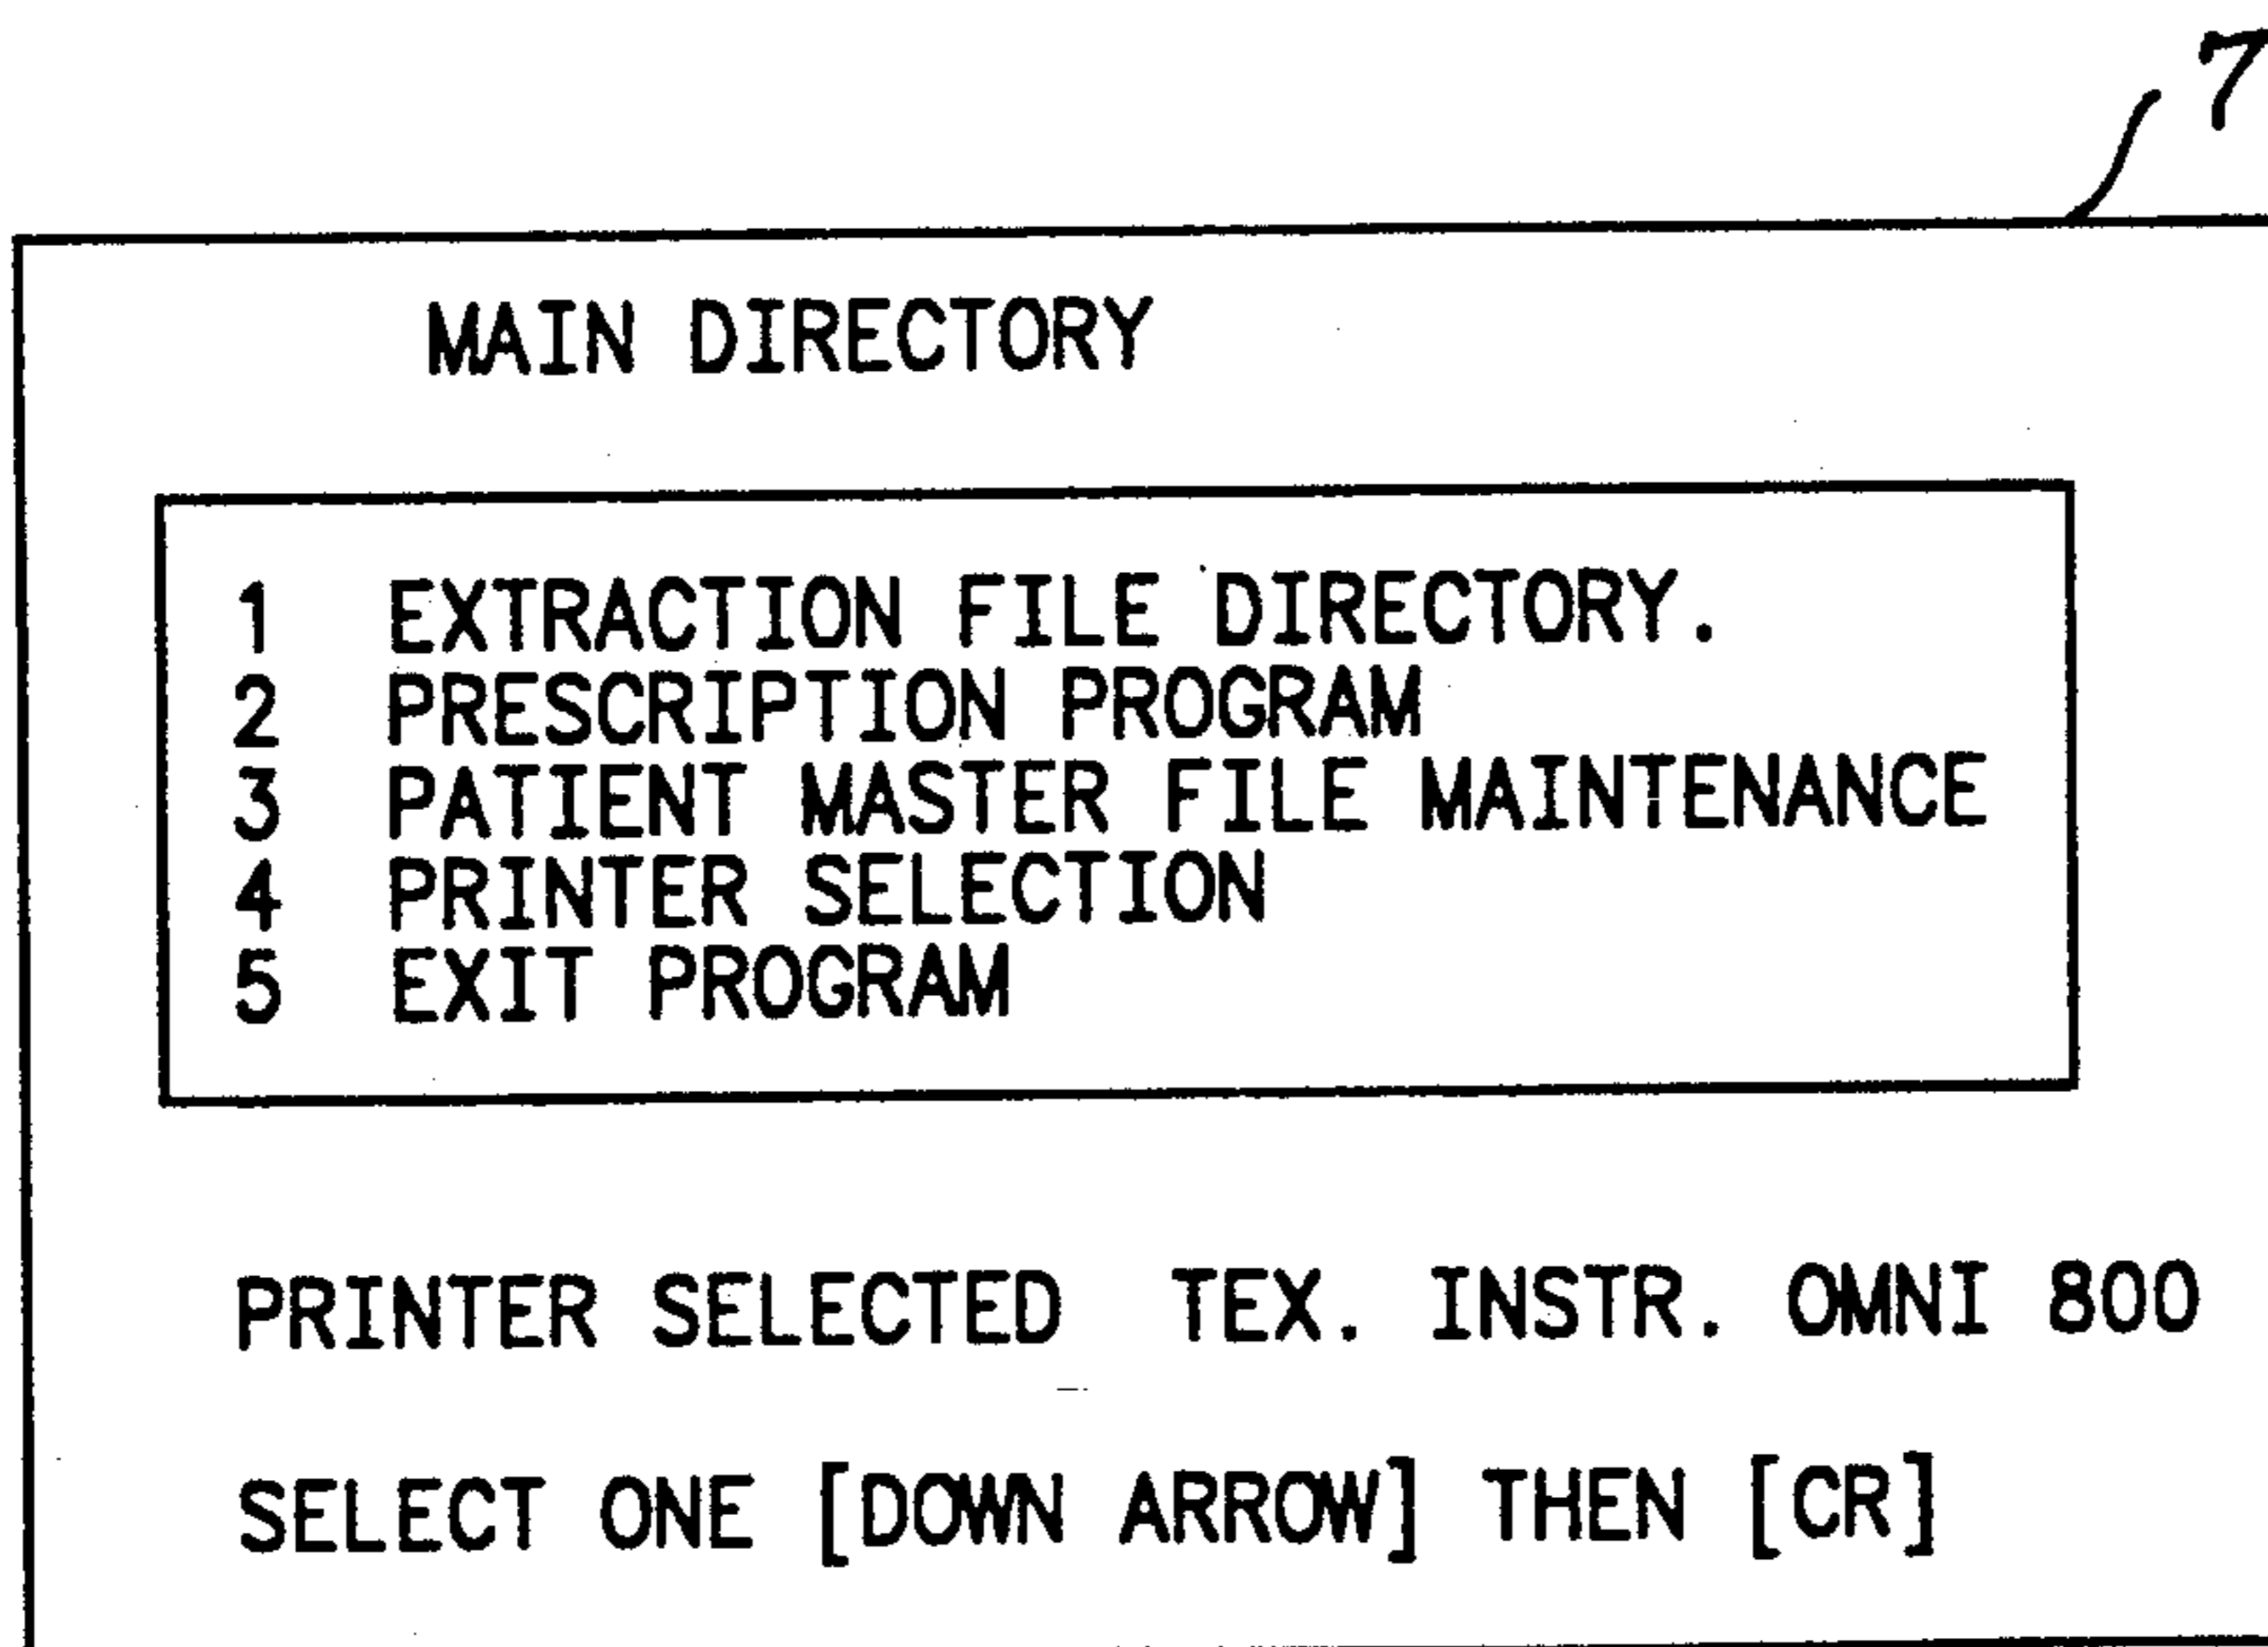 7
MAIN DIRECTORY
1 EXTRACTION FILE DIRECTORY.
2 PRESCRIPTION PROGRAM
3 PATIENT MASTER FILE MAINTENANCE
4 PRINTER SELECTION
5 EXIT PROGRAM
PRINTER SELECTED TEX. INSTR. OMNI 800
SELECT ONE [DOWN ARROW] THEN [CR]